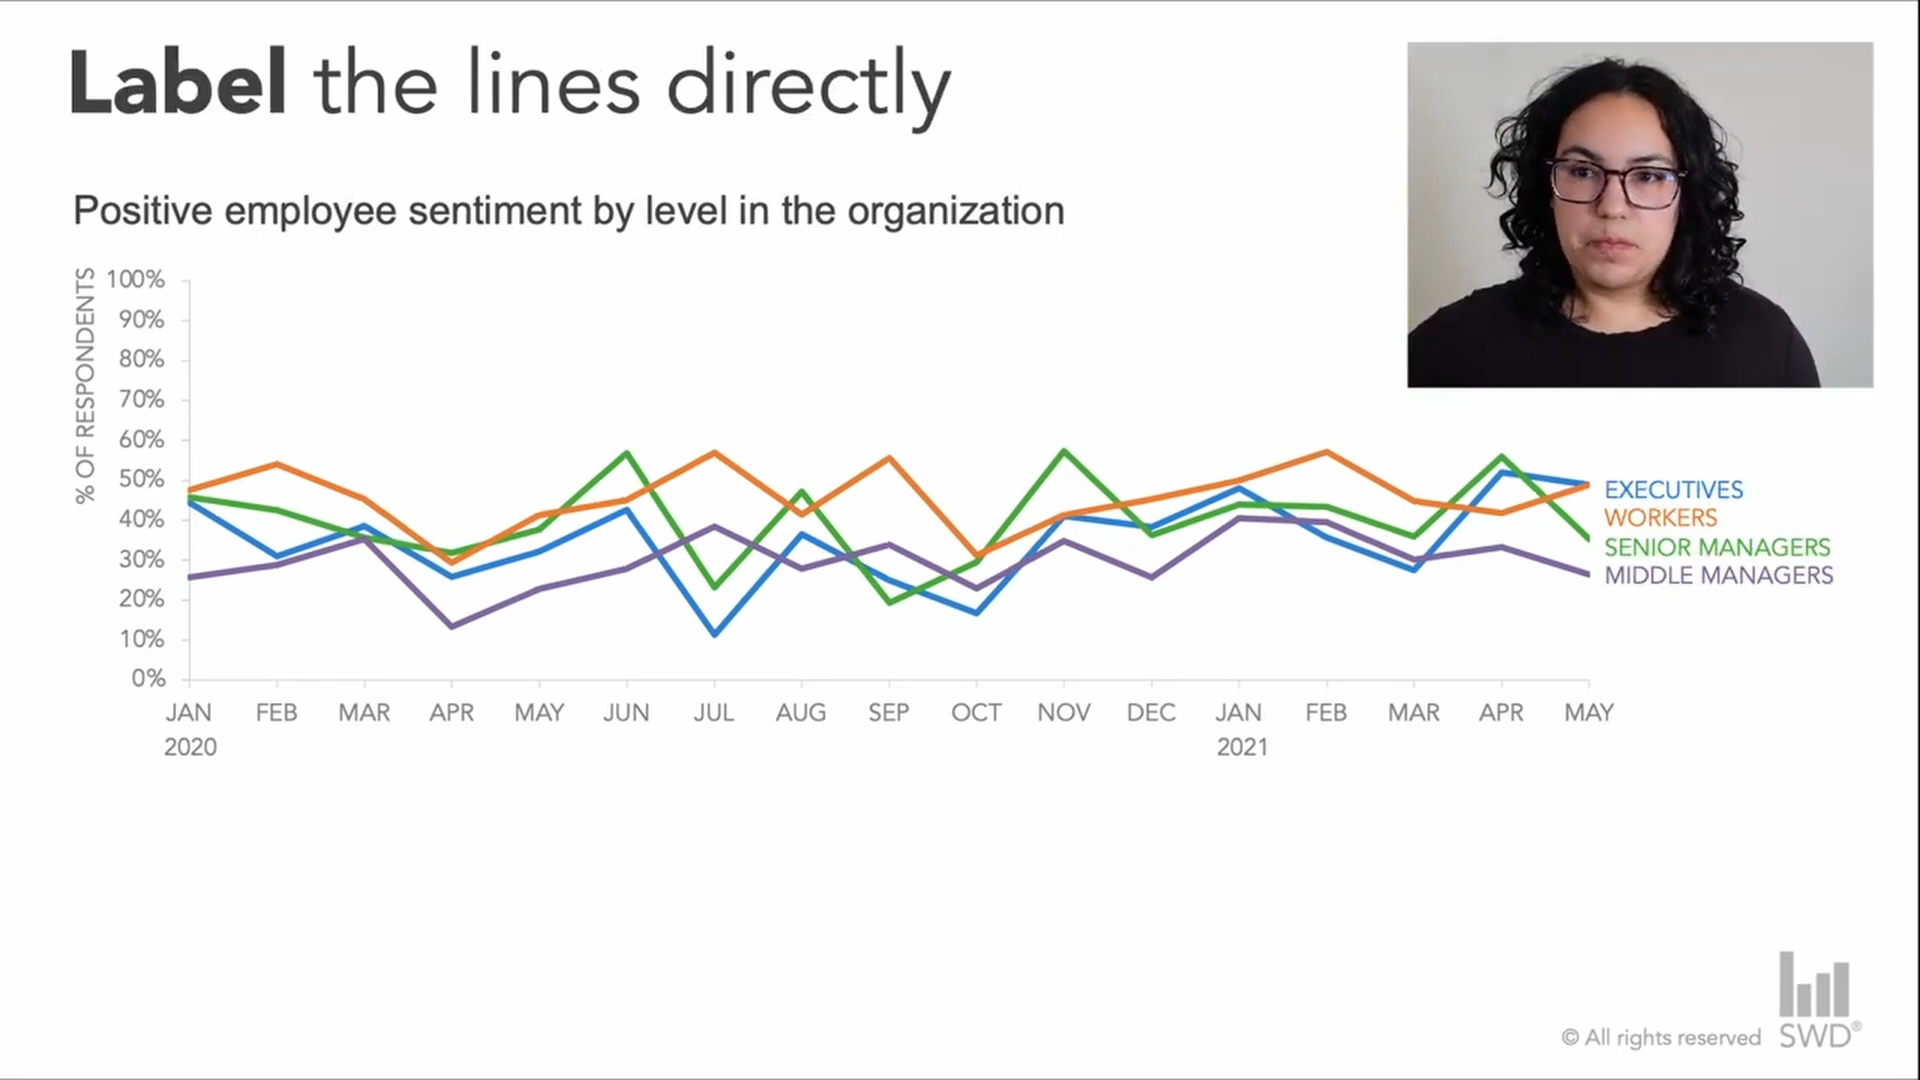 Label the lines directly
Positive employee sentiment by level in the organization
% OF RESPONDENTS
100%
90%
80%
70%
60%
50%
40%
30%
20%
10%
0%
JAN FEB MAR APR MAY JUN JUL AUG SEP OCT NOV DEC JAN FEB MAR APR MAY
2020 2021
EXECUTIVES
WORKERS
SENIOR MANAGERS
MIDDLE MANAGERS
© All rights reserved SWD®